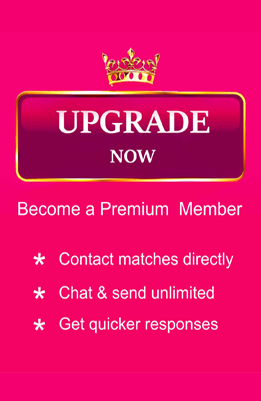 UPGRADE
NOW
Become a Premium Member
* Contact matches directly
* Chat & send unlimited
* Get quicker responses